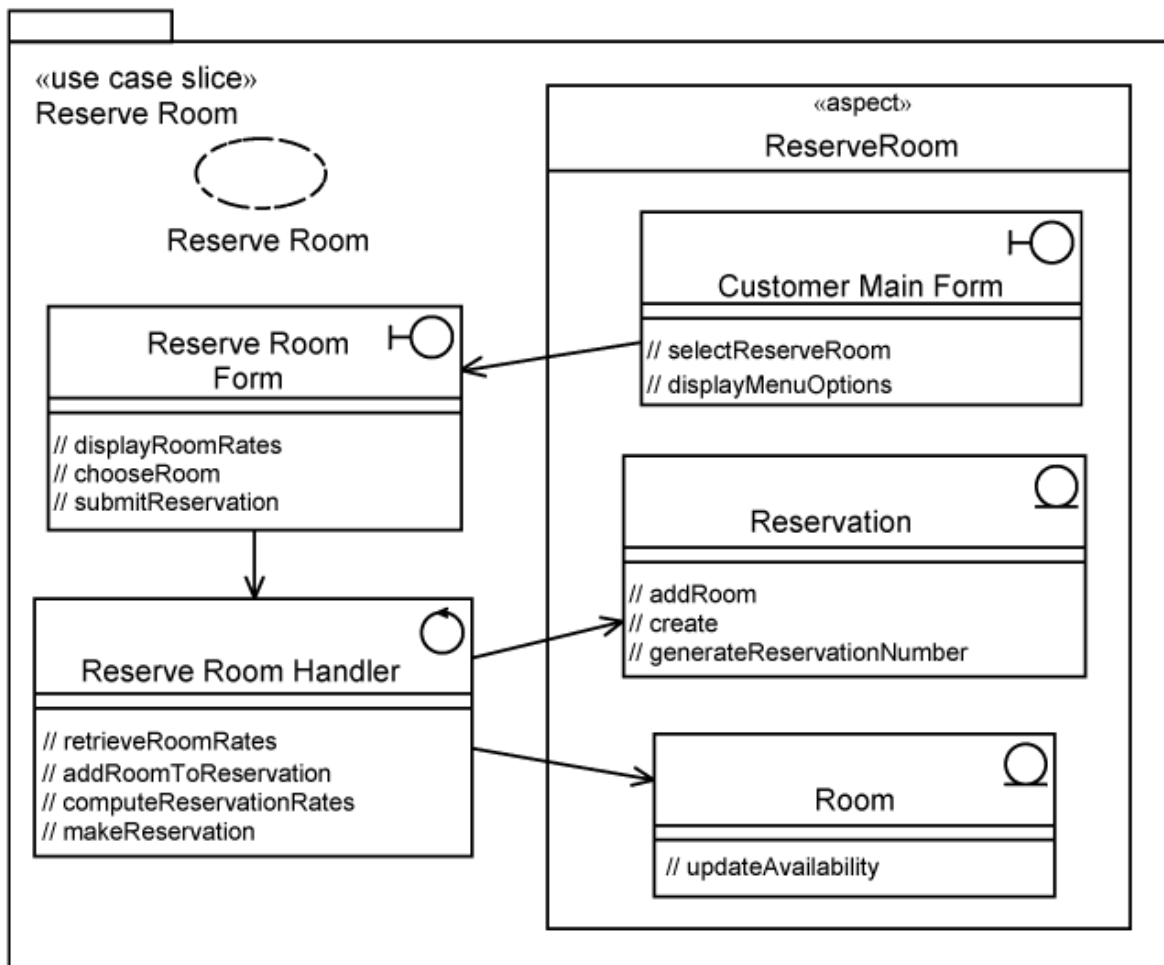 «use case slice»
Reserve Room
Reserve Room
Reserve Room
Form
// displayRoomRates
// chooseRoom
// submitReservation
Reserve Room Handler
// retrieveRoomRates
// addRoomToReservation
// computeReservationRates
// makeReservation
«aspect»
ReserveRoom
Customer Main Form
// selectReserveRoom
// displayMenuOptions
Reservation
// addRoom
// create
// generateReservationNumber
Room
// updateAvailability